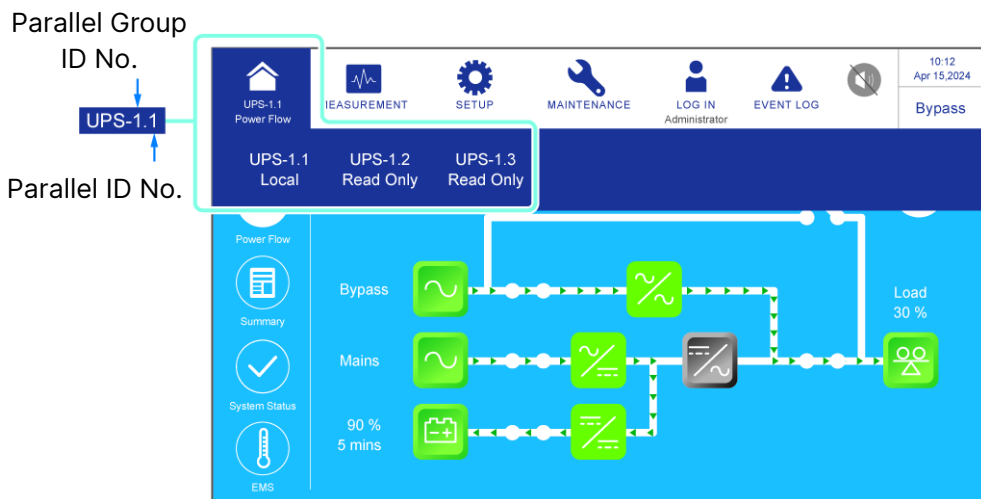 Parallel Group
ID No.
UPS-1.1
Parallel ID No.
UPS-1.1
Power Flow
MEASUREMENT
SETUP
MAINTENANCE
LOG IN
Administrator
EVENT LOG
10:12
Apr 15,2024
Bypass
UPS-1.1
Local
UPS-1.2
Read Only
UPS-1.3
Read Only
Power Flow
Summary
System Status
EMS
Bypass
Mains
90 %
5 mins
Load
30 %